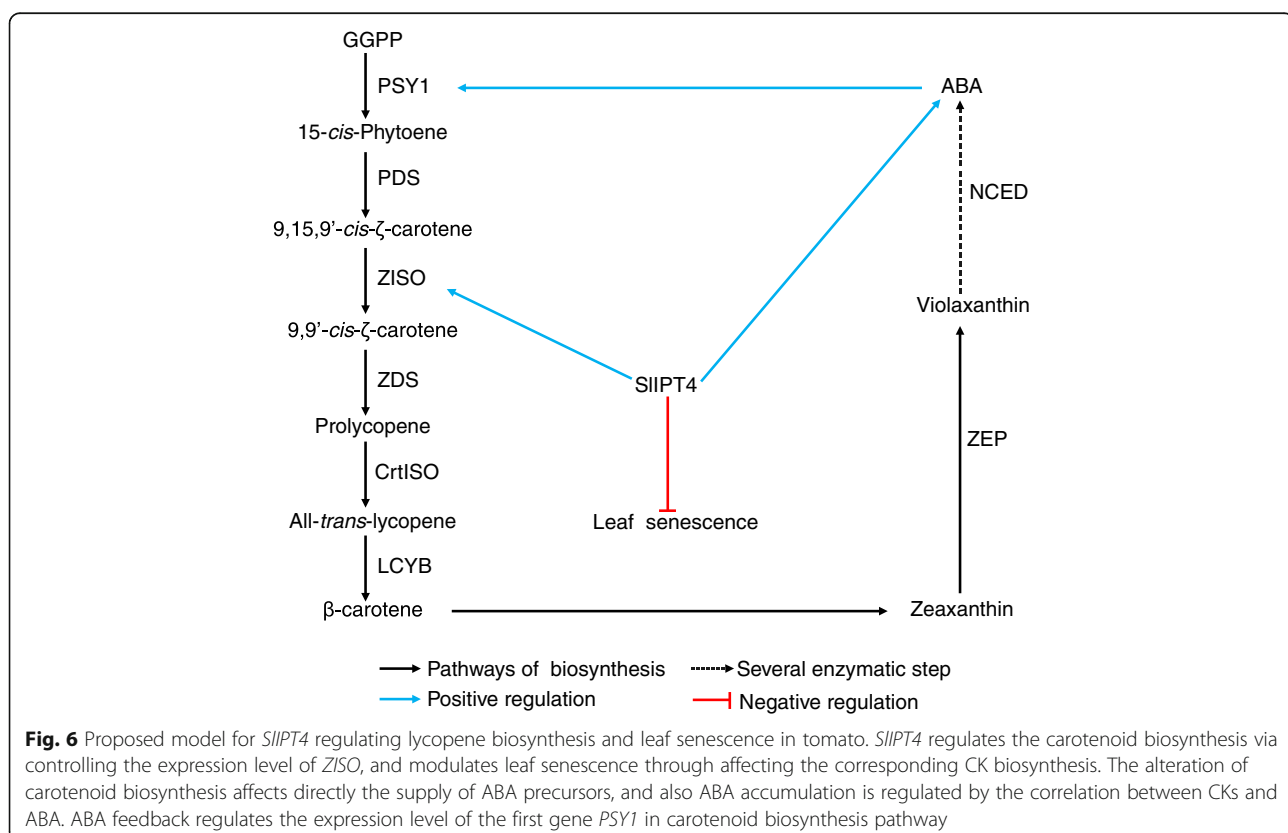 GGPP
PSY1
ABA
15-cis-Phytoene
PDS
NCED
9,15,9'-cis-ζ-carotene
ZISO
Violaxanthin
9,9'-cis-ζ-carotene
SlIPT4
ZDS
Prolycopene
ZEP
CrtISO
All-trans-lycopene
Leaf senescence
LCYB
β-carotene
Zeaxanthin
Pathways of biosynthesis
Several enzymatic step
Positive regulation
Negative regulation
Fig. 6 Proposed model for SlIPT4 regulating lycopene biosynthesis and leaf senescence in tomato. SlIPT4 regulates the carotenoid biosynthesis via
controlling the expression level of ZISO, and modulates leaf senescence through affecting the corresponding CK biosynthesis. The alteration of
carotenoid biosynthesis affects directly the supply of ABA precursors, and also ABA accumulation is regulated by the correlation between CKs and
ABA. ABA feedback regulates the expression level of the first gene PSY1 in carotenoid biosynthesis pathway